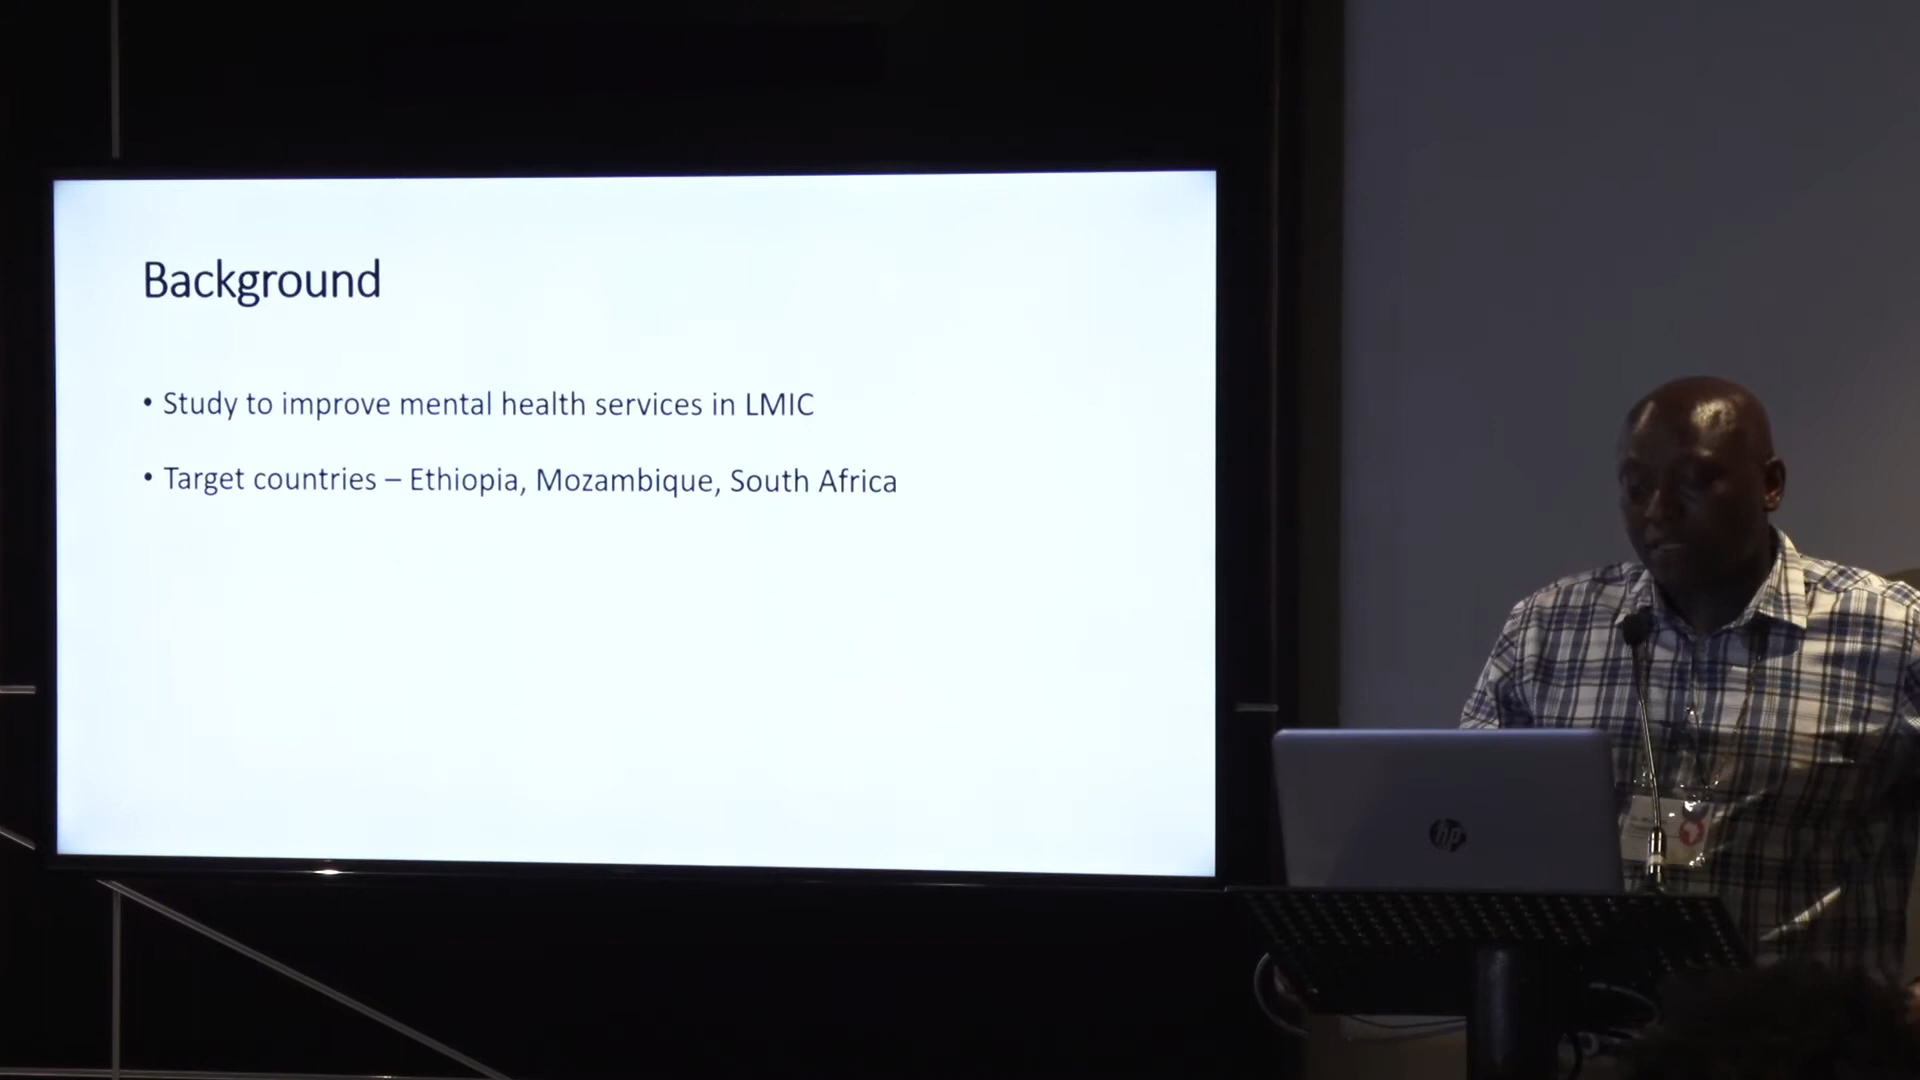 Background
• Study to improve mental health services in LMIC
• Target countries – Ethiopia, Mozambique, South Africa
hp